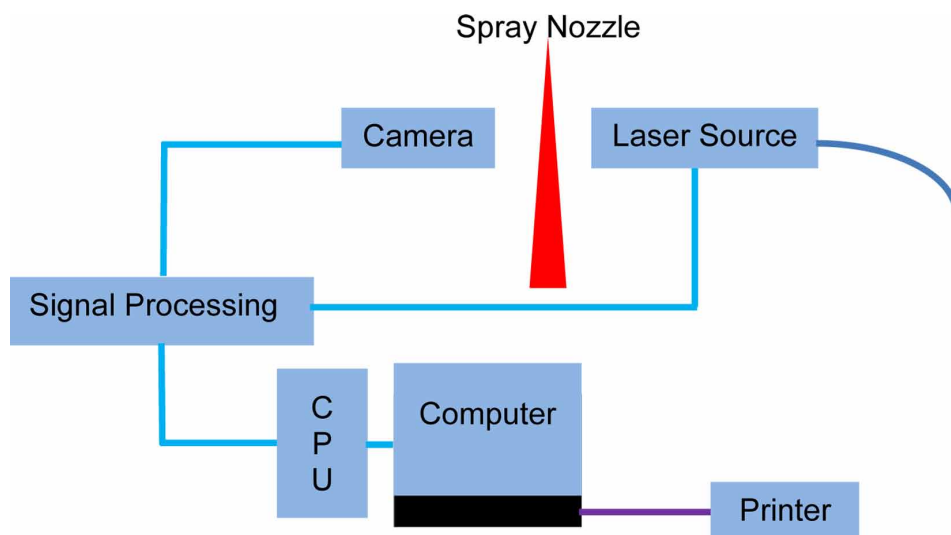 Spray Nozzle
Camera
Laser Source
Signal Processing
C
P
U
Computer
Printer